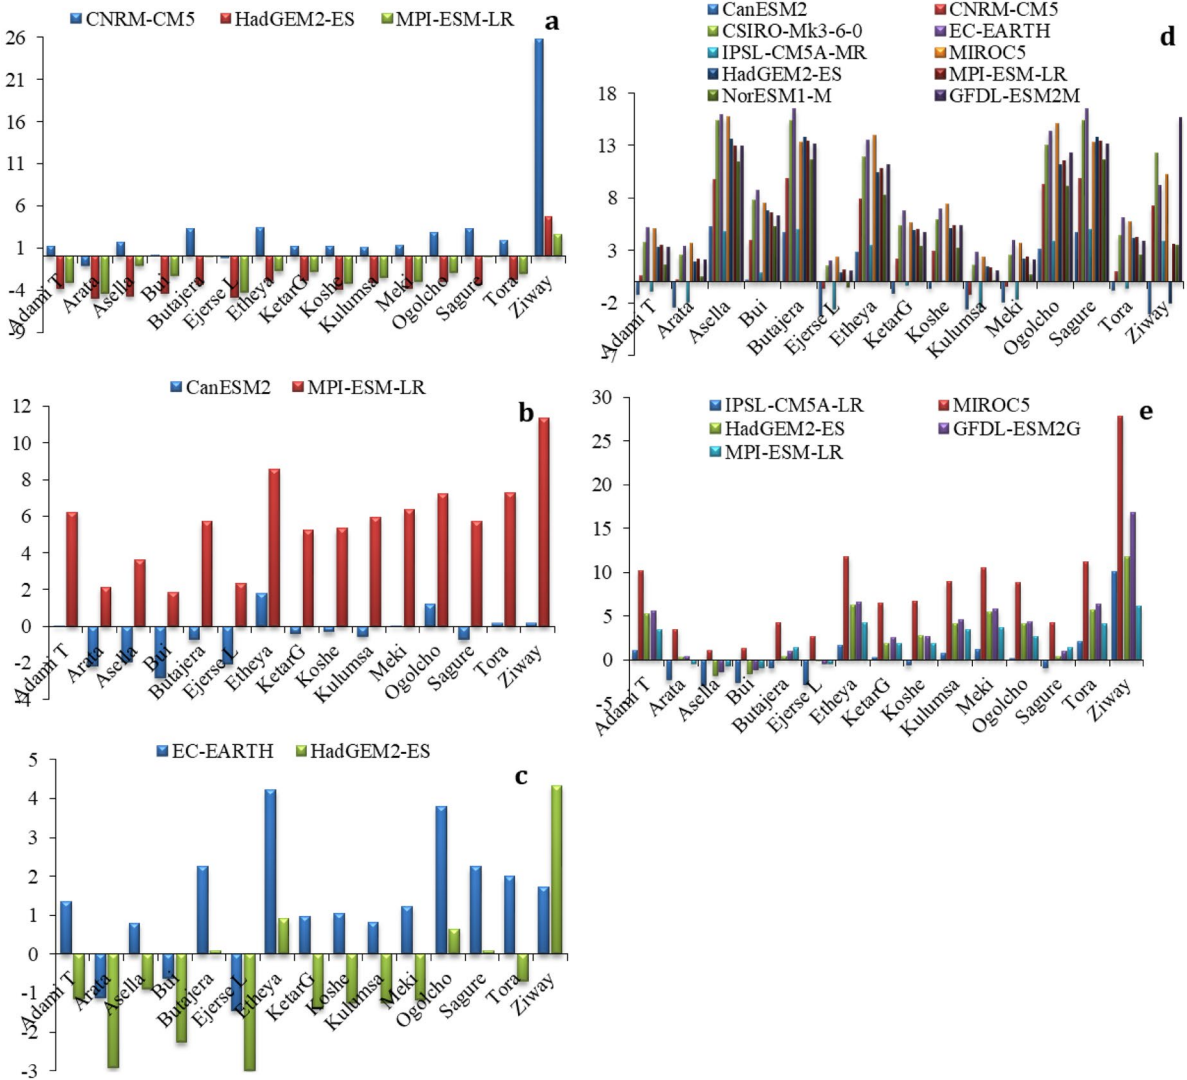 CNRM-CM5 HadGEM2-ES MPI-ESM-LR
a
26
21
16
11
6
1
-4
-9
Adami T Arata Asella Bui Butajera Ejerse L Etheya KetarG Koshe Kulumsa Meki Ogolcho Sagure Tora Ziway
CanESM2 MPI-ESM-LR
b
12
10
8
6
4
2
0
-2
-4
Adami T Arata Asella Bui Butajera Ejerse L Etheya KetarG Koshe Kulumsa Meki Ogolcho Sagure Tora Ziway
EC-EARTH HadGEM2-ES
c
5
4
3
2
1
0
-1
-2
-3
Adami T Arata Asella Bui Butajera Ejerse L Etheya KetarG Koshe Kulumsa Meki Ogolcho Sagure Tora Ziway
CanESM2 CNRM-CM5
CSIRO-Mk3-6-0 EC-EARTH
IPSL-CM5A-MR MIROC5
HadGEM2-ES MPI-ESM-LR
NorESM1-M GFDL-ESM2M
d
18
13
8
3
-2
-7
Adami T Arata Asella Bui Butajera Ejerse L Etheya KetarG Koshe Kulumsa Meki Ogolcho Sagure Tora Ziway
IPSL-CM5A-LR MIROC5
HadGEM2-ES GFDL-ESM2G
MPI-ESM-LR
e
30
25
20
15
10
5
0
-5
Adami T Arata Asella Bui Butajera Ejerse L Etheya KetarG Koshe Kulumsa Meki Ogolcho Sagure Tora Ziway